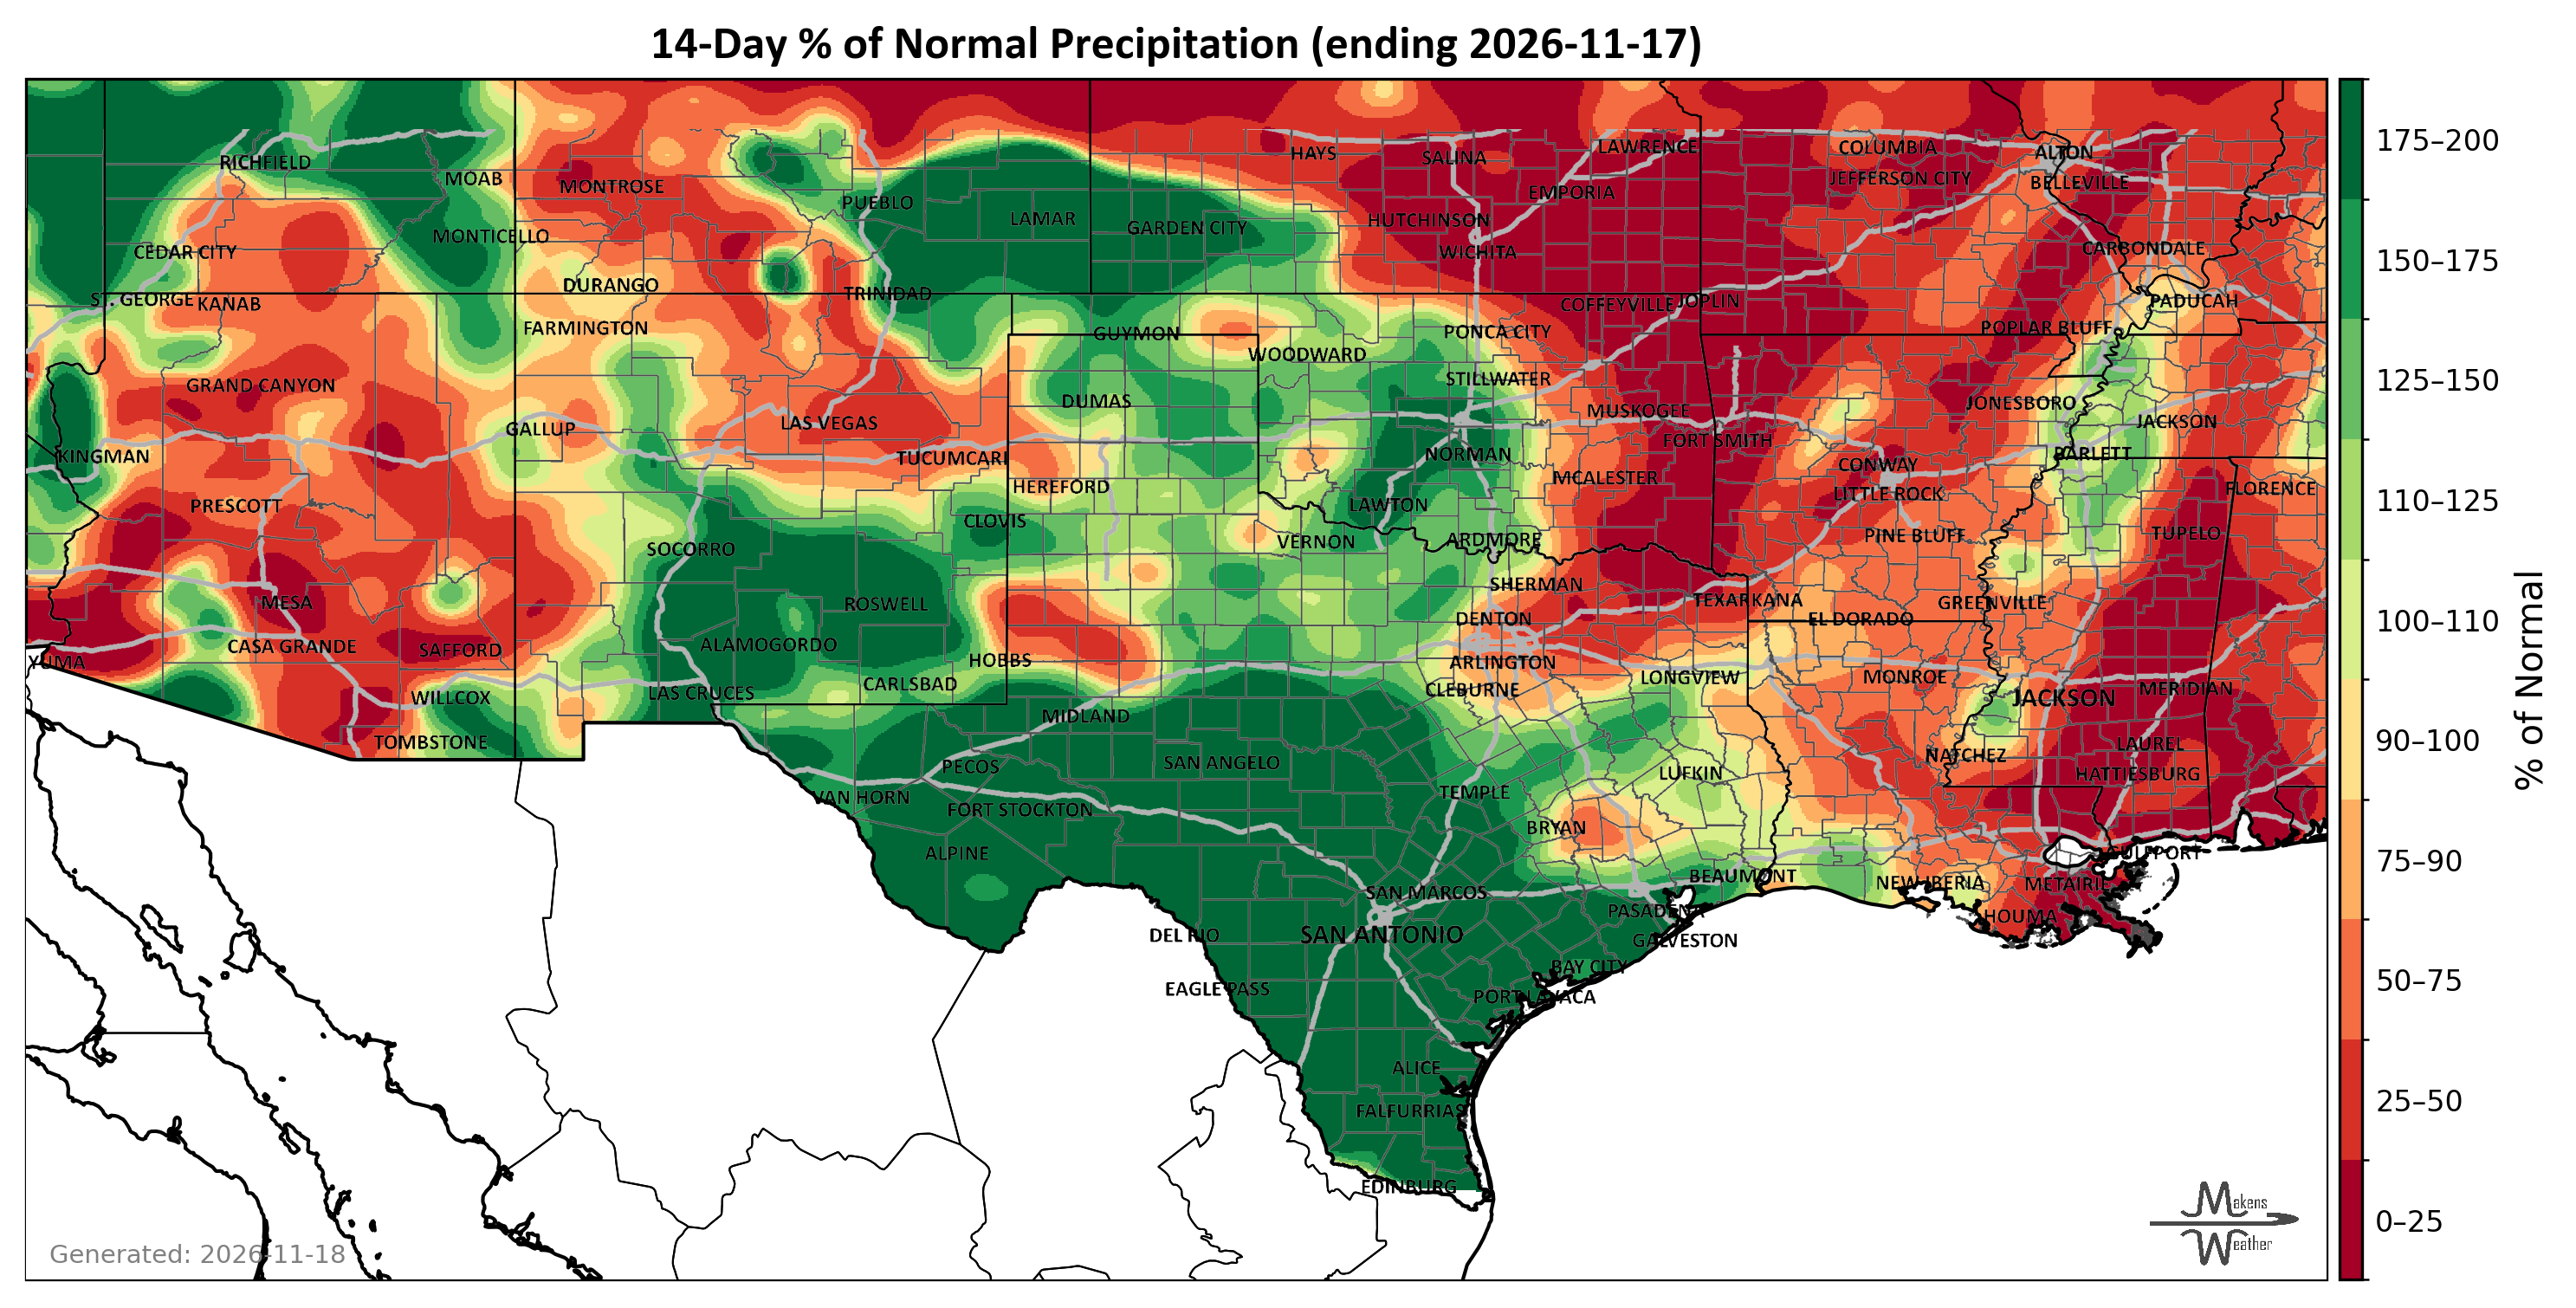 14-Day % of Normal Precipitation (ending 2026-11-17)
HAYS
SALINA
LAWRENCE
COLUMBIA
ALTON
RICHFIELD
MOAB
MONTROSE
PUEBLO
EMPORIA
JEFFERSON CITY
BELLEVILLE
LAMAR
GARDEN CITY
HUTCHINSON
MONTICELLO
CEDAR CITY
WICHITA
CARBONDALE
DURANGO
TRINIDAD
ST. GEORGE
KANAB
COFFEYVILLE
JOPLIN
PADUCAH
FARMINGTON
GUYMON
PONCA CITY
POPLAR BLUFF
WOODWARD
GRAND CANYON
STILLWATER
DUMAS
MUSKOGEE
JONESBORO
GALLUP
LAS VEGAS
JACKSON
FORT SMITH
KINGMAN
TUCUMCARI
NORMAN
BARLETT
CONWAY
HEREFORD
MCALESTER
LITTLE ROCK
FLORENCE
PRESCOTT
LAWTON
CLOVIS
SOCORRO
VERNON
ARDMORE
PINE BLUFF
TUPELO
SHERMAN
MESA
ROSWELL
TEXARKANA
GREENVILLE
DENTON
EL DORADO
CASA GRANDE
SAFFORD
ALAMOGORDO
YUMA
HOBBS
ARLINGTON
LONGVIEW
MONROE
WILLCOX
LAS CRUCES
CARLSBAD
CLEBURNE
JACKSON
MERIDIAN
MIDLAND
TOMBSTONE
PECOS
SAN ANGELO
LUFKIN
NATCHEZ
LAUREL
HATTIESBURG
VAN HORN
FORT STOCKTON
TEMPLE
BRYAN
ALPINE
GULFPORT
SAN MARCOS
BEAUMONT
NEW IBERIA
METAIRIE
PASADENA
HOUMA
DEL RIO
SAN ANTONIO
GALVESTON
BAY CITY
EAGLE PASS
PORT LAVACA
ALICE
FALFURRIAS
EDINBURG
Generated: 2026-11-18
Makens
Weather
175–200
150–175
125–150
110–125
100–110
90–100
75–90
50–75
25–50
0–25
% of Normal